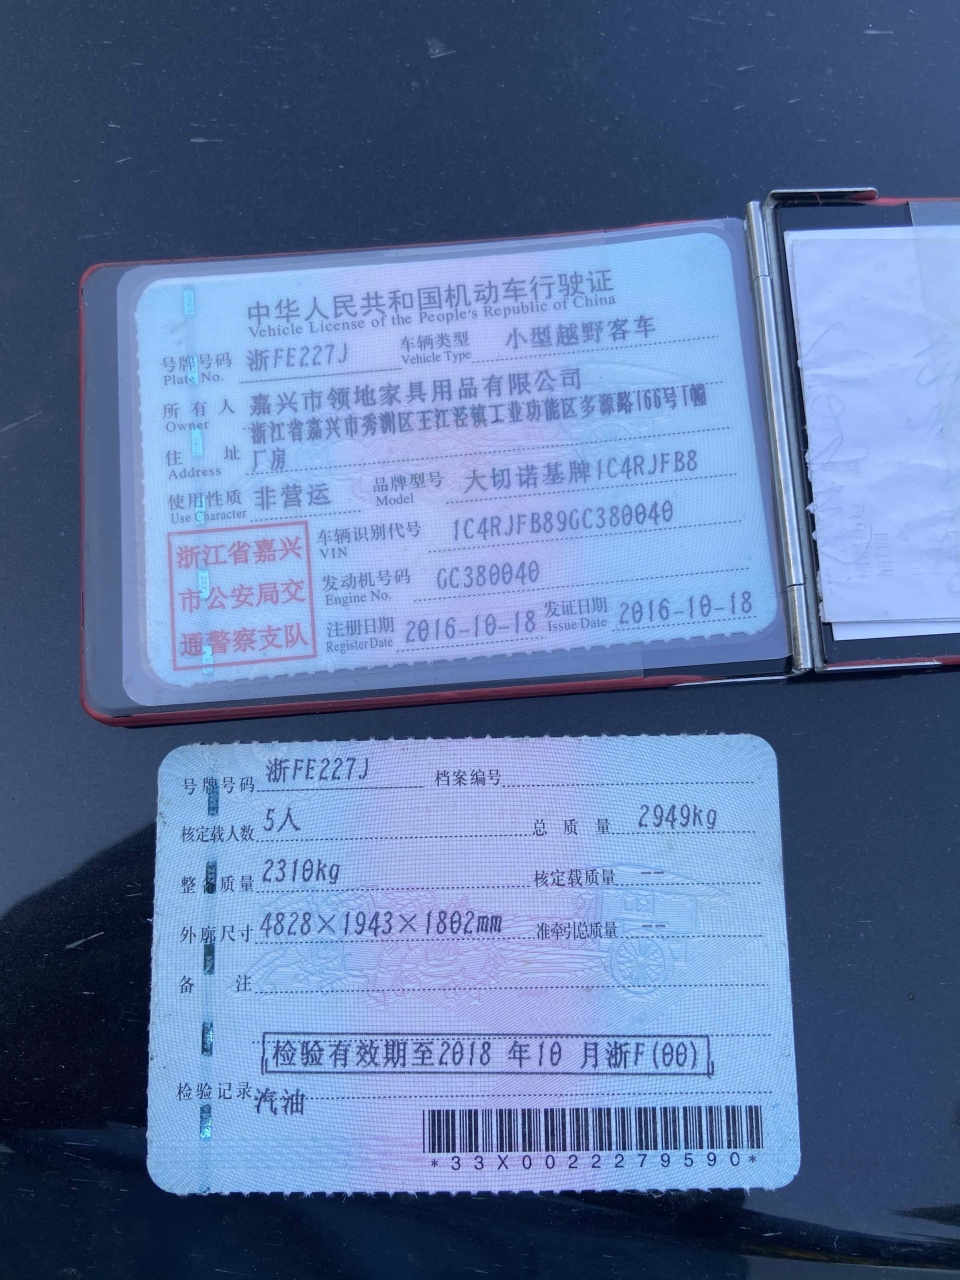 中华人民共和国机动车行驶证
Vehicle License of the People's Republic of China
号牌号码 浙FE227J 车辆类型 小型越野客车
Plate No. Vehicle Type
所有人 嘉兴市领地家具用品有限公司
Owner
浙江省嘉兴市秀洲区王江泾镇工业功能区多源路166号1幢
住址 厂房
Address
使用性质 非营运 品牌型号 大切诺基牌1C4RJFB8
Use Character Model
浙江省嘉兴
市公安局交
通警察支队
车辆识别代号 1C4RJFB89GC380040
VIN
发动机号码 GC380040
Engine No.
注册日期 2016-10-18 发证日期 2016-10-18
Register Date Issue Date
号牌号码 浙FE227J 档案编号
核定载人数 5人 总质量 2949kg
整备质量 2310kg 核定载质量 --
外廓尺寸 4828×1943×1802mm 准牵引总质量 --
备注
检验有效期至2018 年10 月浙F(00)
检验记录
汽油
*33X0022279590*